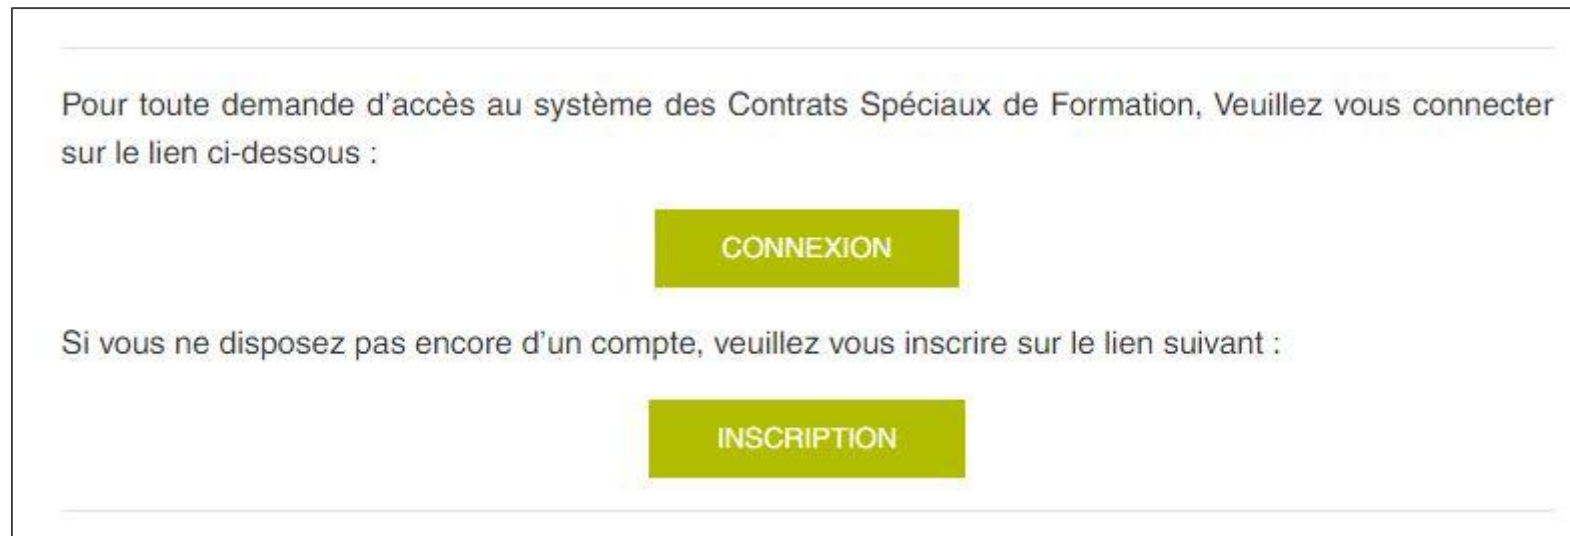 Pour toute demande d’accès au système des Contrats Spéciaux de Formation, Veuillez vous connecter
sur le lien ci-dessous :
CONNEXION
Si vous ne disposez pas encore d’un compte, veuillez vous inscrire sur le lien suivant :
INSCRIPTION